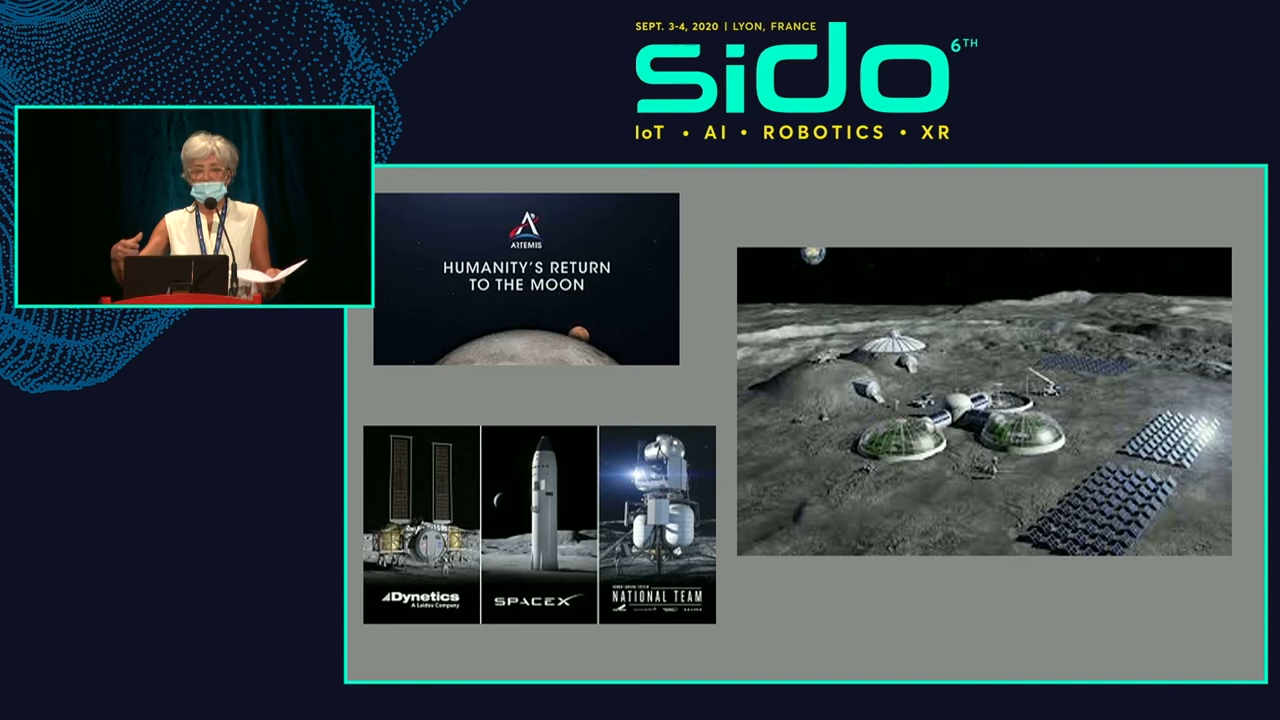 SEPT. 3-4, 2020 | LYON, FRANCE
sido 6TH
IoT • AI • ROBOTICS • XR
ARTEMIS
HUMANITY'S RETURN
TO THE MOON
Dynetics
A Leidos Company
SPACEX
NATIONAL TEAM